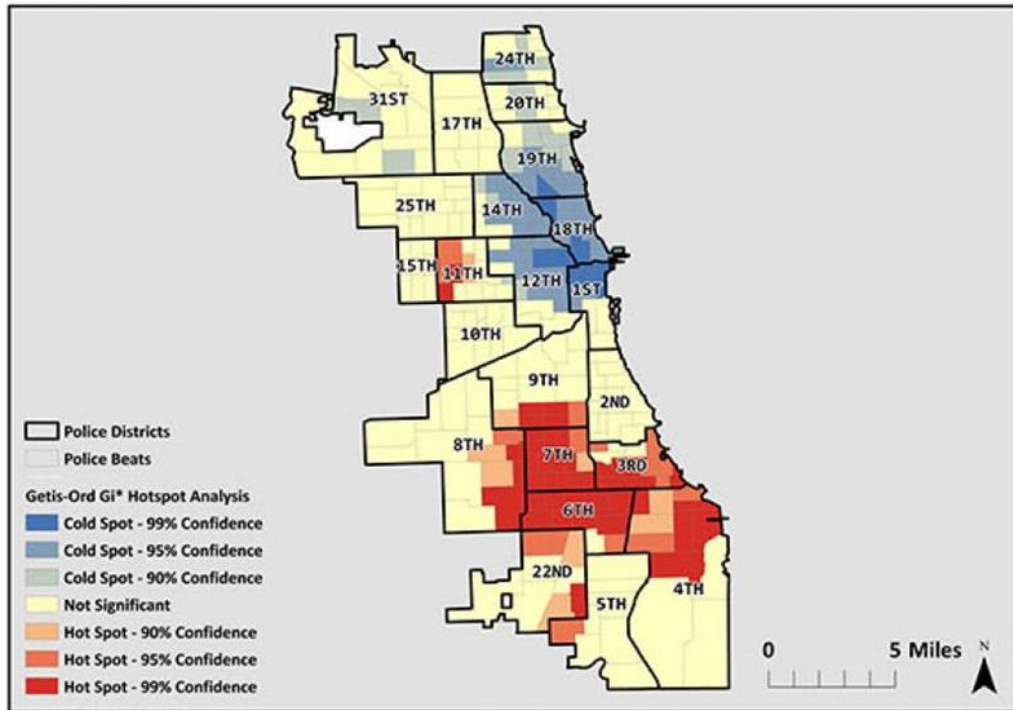 24TH
31ST
20TH
17TH
19TH
25TH
14TH
18TH
15TH
11TH
12TH
1ST
10TH
9TH
2ND
8TH
7TH
3RD
6TH
22ND
5TH
4TH
Police Districts
Police Beats
Getis-Ord Gi* Hotspot Analysis
Cold Spot - 99% Confidence
Cold Spot - 95% Confidence
Cold Spot - 90% Confidence
Not Significant
Hot Spot - 90% Confidence
Hot Spot - 95% Confidence
Hot Spot - 99% Confidence
0 5 Miles
N